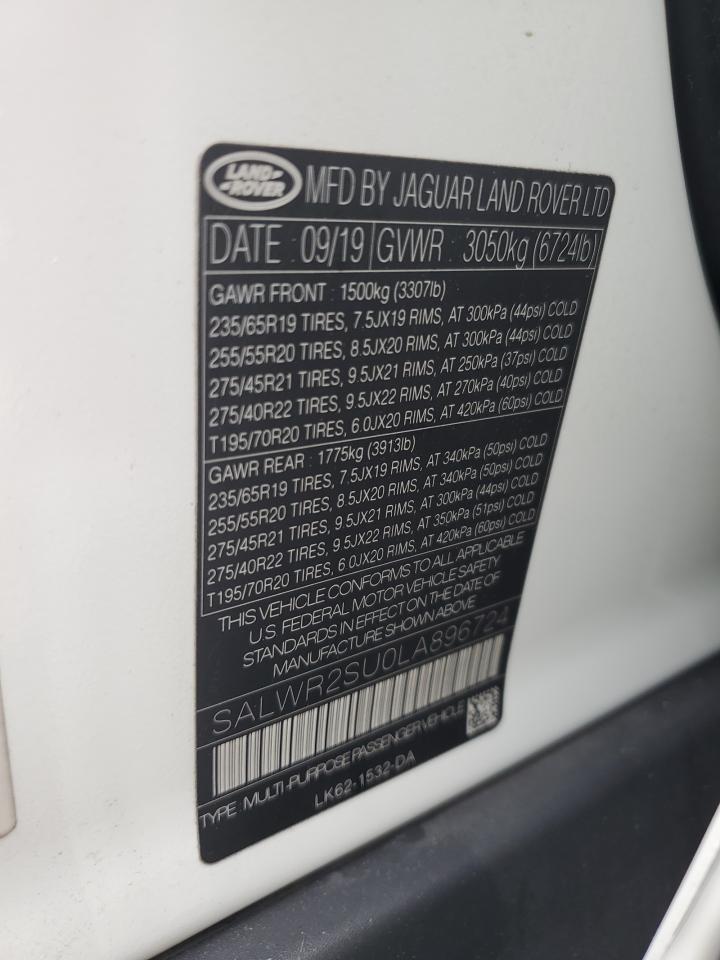 LAND ROVER MFD BY JAGUAR LAND ROVER LTD
DATE 09/19 GVWR 3050kg (6724lb)
GAWR FRONT : 1500kg (3307lb)
235/65R19 TIRES, 7.5JX19 RIMS, AT 300kPa (44psi) COLD
255/55R20 TIRES, 8.5JX20 RIMS, AT 300kPa (44psi) COLD
275/45R21 TIRES, 9.5JX21 RIMS, AT 250kPa (37psi) COLD
275/40R22 TIRES, 9.5JX22 RIMS, AT 270kPa (40psi) COLD
T195/70R20 TIRES, 6.0JX20 RIMS, AT 420kPa (60psi) COLD
GAWR REAR : 1775kg (3913lb)
235/65R19 TIRES, 7.5JX19 RIMS, AT 340kPa (50psi) COLD
255/55R20 TIRES, 8.5JX20 RIMS, AT 340kPa (50psi) COLD
275/45R21 TIRES, 9.5JX21 RIMS, AT 300kPa (44psi) COLD
275/40R22 TIRES, 9.5JX22 RIMS, AT 350kPa (51psi) COLD
T195/70R20 TIRES, 6.0JX20 RIMS, AT 420kPa (60psi) COLD
THIS VEHICLE CONFORMS TO ALL APPLICABLE
U.S. FEDERAL MOTOR VEHICLE SAFETY
STANDARDS IN EFFECT ON THE DATE OF
MANUFACTURE SHOWN ABOVE
SALWR2SU0LA896724
TYPE : MULTI-PURPOSE PASSENGER VEHICLE
LK62-1532-DA